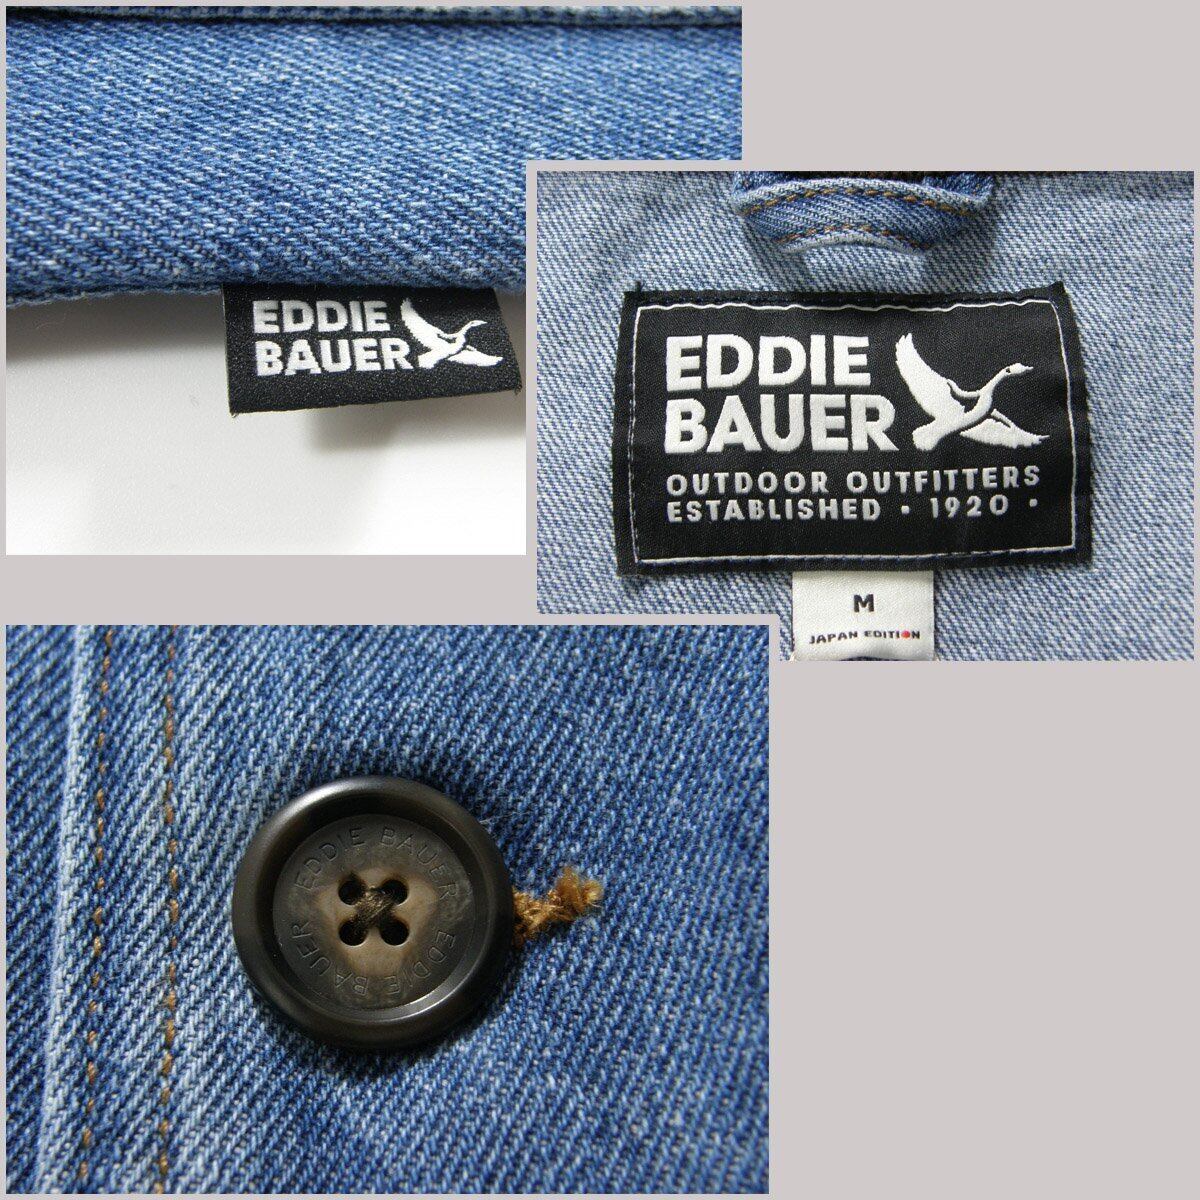 EDDIE
BAUER
EDDIE
BAUER
OUTDOOR OUTFITTERS
ESTABLISHED • 1920 •
M
JAPAN EDITION
EDDIE BAUER EDDIE BAUER